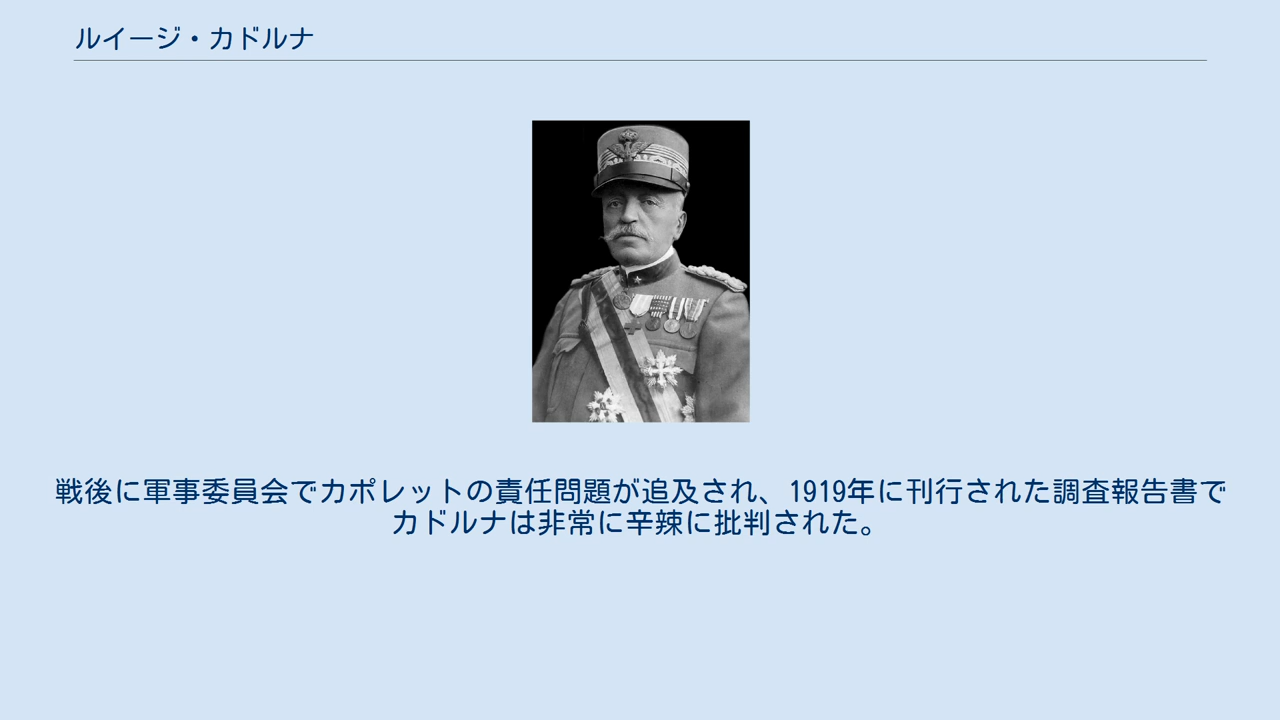 ルイージ・カドルナ
戦後に軍事委員会でカポレットの責任問題が追及され、1919年に刊行された調査報告書で
カドルナは非常に辛辣に批判された。